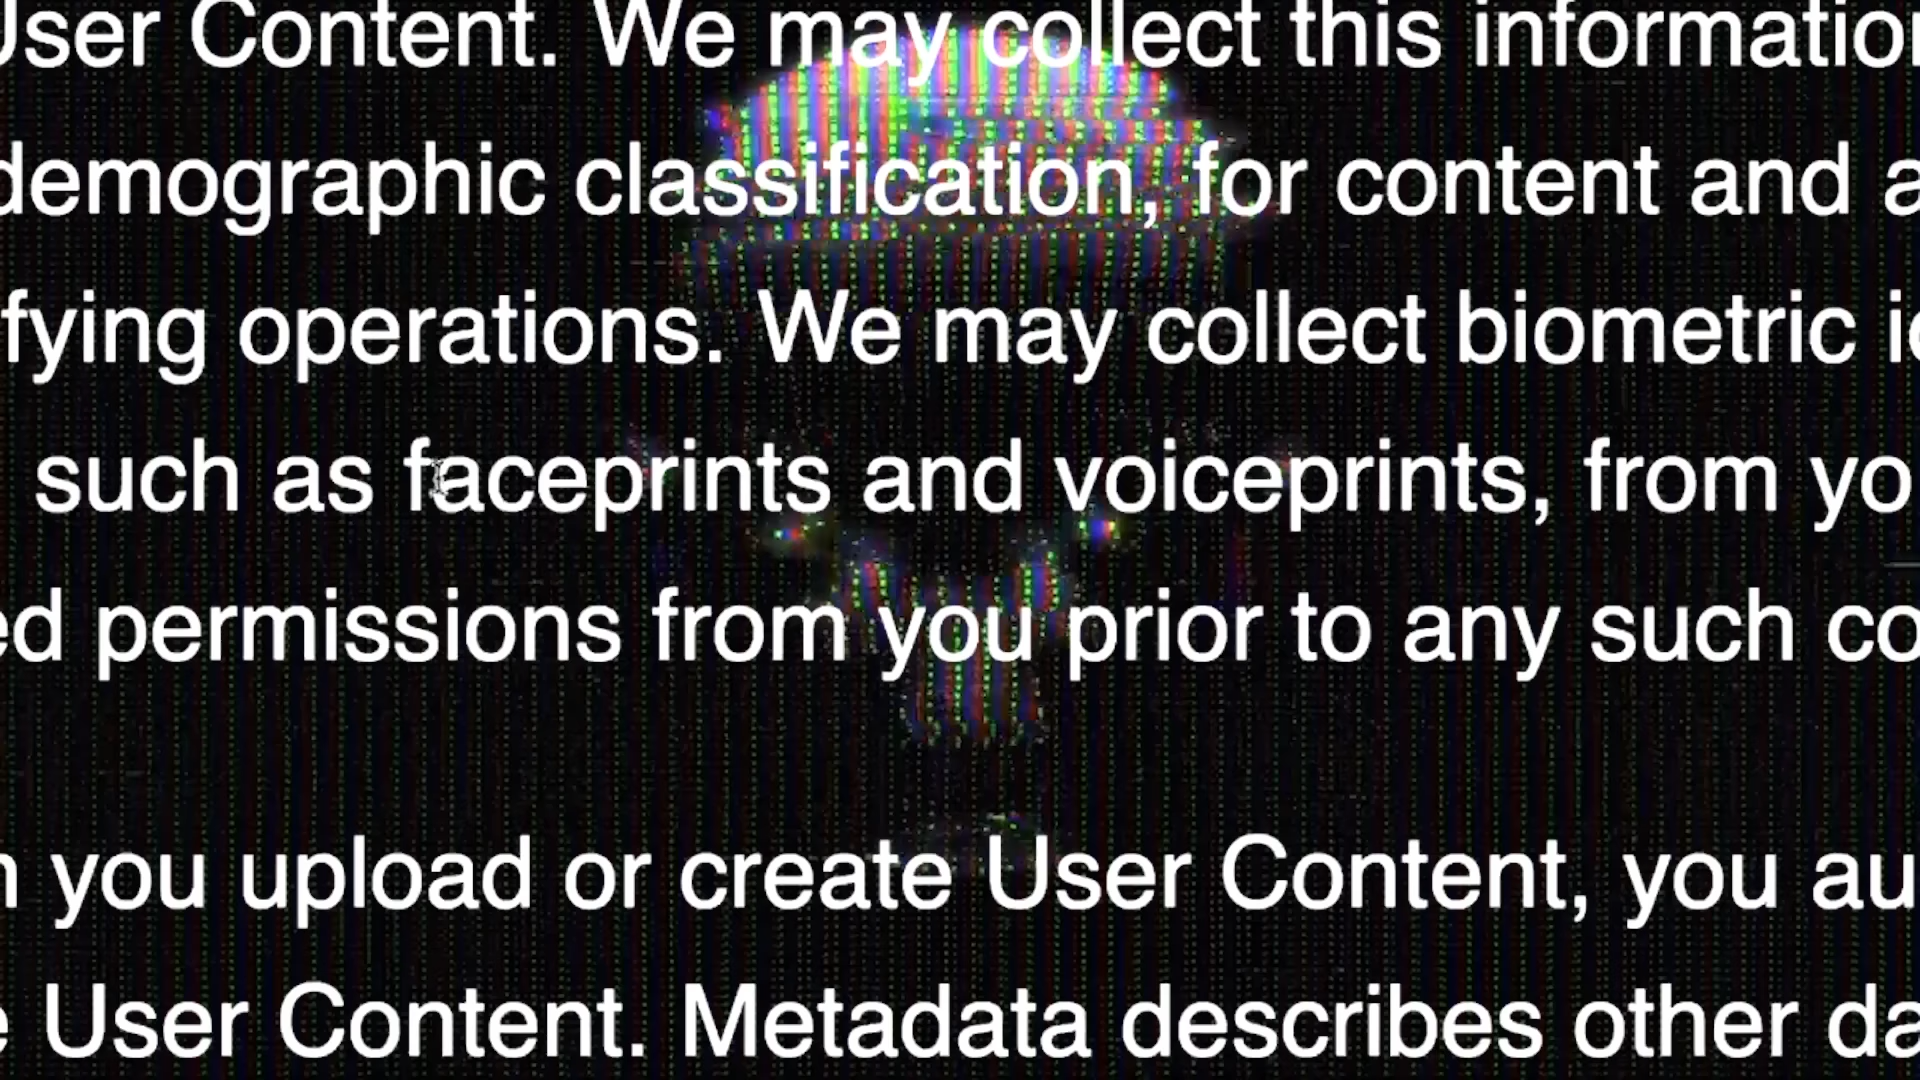 User Content. We may collect this information
demographic classification, for content and a
fying operations. We may collect biometric id
such as faceprints and voiceprints, from yo
ed permissions from you prior to any such co
n you upload or create User Content, you au
e User Content. Metadata describes other da